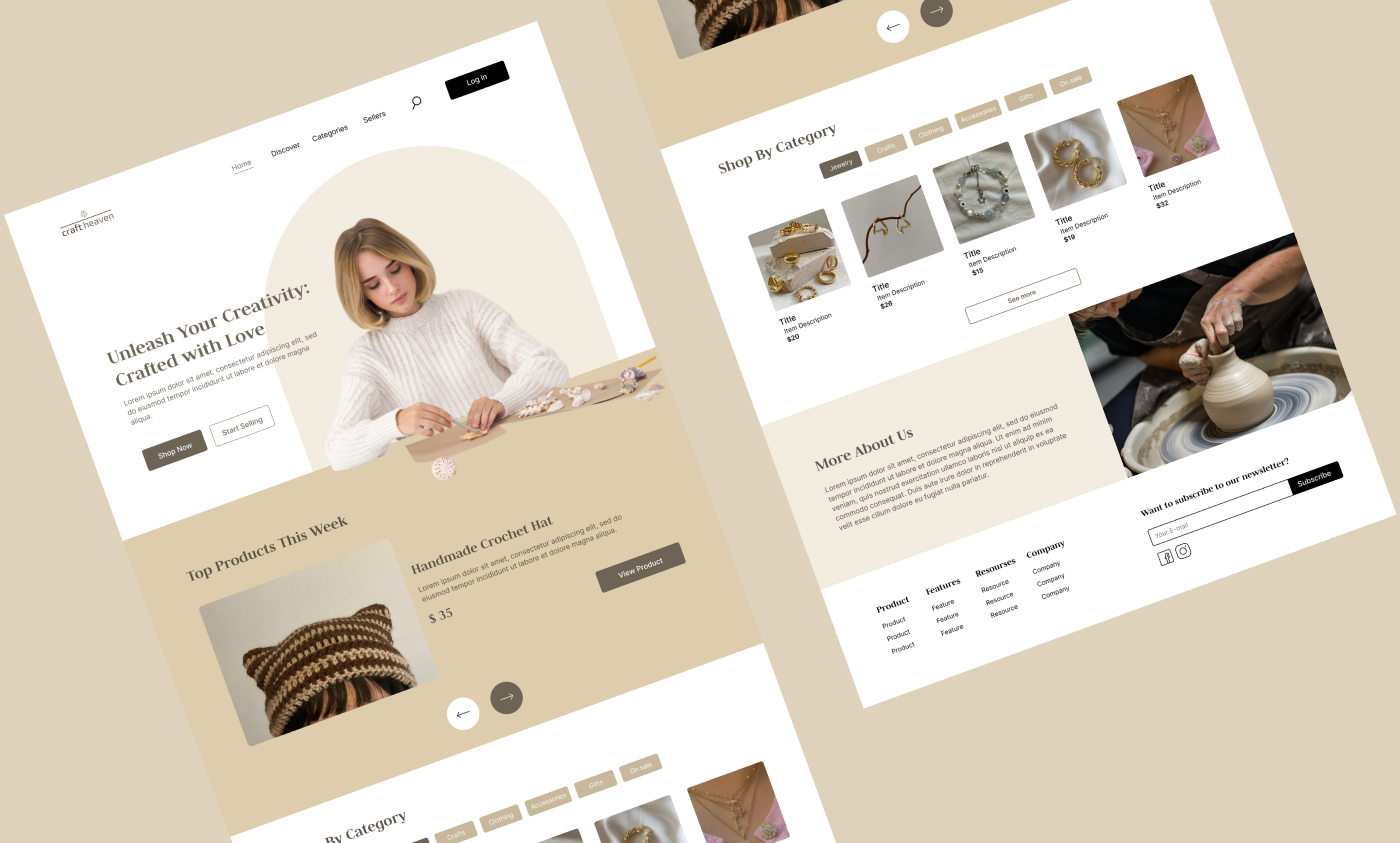 craft heaven
Home
Discover
Categories
Sellers
Log in
Unleash Your Creativity:
Crafted with Love
Lorem ipsum dolor sit amet, consectetur adipiscing elit, sed
do eiusmod tempor incididunt ut labore et dolore magna
aliqua.
Shop Now
Start Selling
Top Products This Week
Handmade Crochet Hat
Lorem ipsum dolor sit amet, consectetur adipiscing elit, sed do
eiusmod tempor incididunt ut labore et dolore magna aliqua.
$ 35
View Product
By Category
Crafts
Clothing
Accessories
Gifts
On sale
Shop By Category
Jewelry
Crafts
Clothing
Accessories
Gifts
On sale
Title
Item Description
$20
Title
Item Description
$26
Title
Item Description
$15
Title
Item Description
$19
Title
Item Description
$32
See more
More About Us
Lorem ipsum dolor sit amet, consectetur adipiscing elit, sed do eiusmod
tempor incididunt ut labore et dolore magna aliqua. Ut enim ad minim
veniam, quis nostrud exercitation ullamco laboris nisi ut aliquip ex ea
commodo consequat. Duis aute irure dolor in reprehenderit in voluptate
velit esse cillum dolore eu fugiat nulla pariatur.
Product
Product
Product
Product
Features
Feature
Feature
Feature
Resourses
Resource
Resource
Resource
Company
Company
Company
Company
Want to subscribe to our newsletter?
Your E-mail
Subscribe